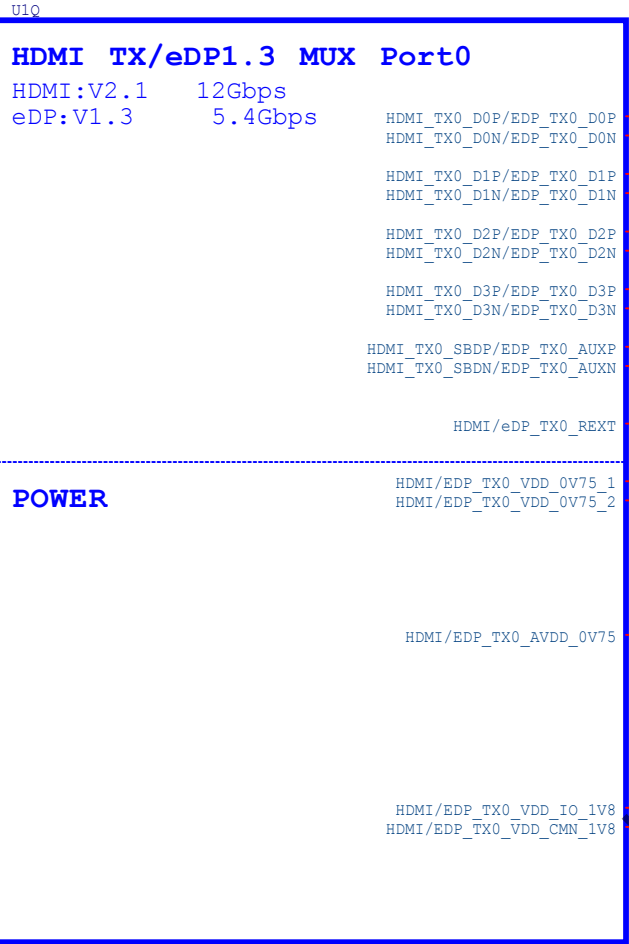 U1Q
HDMI TX/eDP1.3 MUX Port0
HDMI:V2.1 12Gbps
eDP:V1.3 5.4Gbps
HDMI_TX0_D0P/EDP_TX0_D0P
HDMI_TX0_D0N/EDP_TX0_D0N
HDMI_TX0_D1P/EDP_TX0_D1P
HDMI_TX0_D1N/EDP_TX0_D1N
HDMI_TX0_D2P/EDP_TX0_D2P
HDMI_TX0_D2N/EDP_TX0_D2N
HDMI_TX0_D3P/EDP_TX0_D3P
HDMI_TX0_D3N/EDP_TX0_D3N
HDMI_TX0_SBDP/EDP_TX0_AUXP
HDMI_TX0_SBDN/EDP_TX0_AUXN
HDMI/eDP_TX0_REXT
POWER
HDMI/EDP_TX0_VDD_0V75_1
HDMI/EDP_TX0_VDD_0V75_2
HDMI/EDP_TX0_AVDD_0V75
HDMI/EDP_TX0_VDD_IO_1V8
HDMI/EDP_TX0_VDD_CMN_1V8